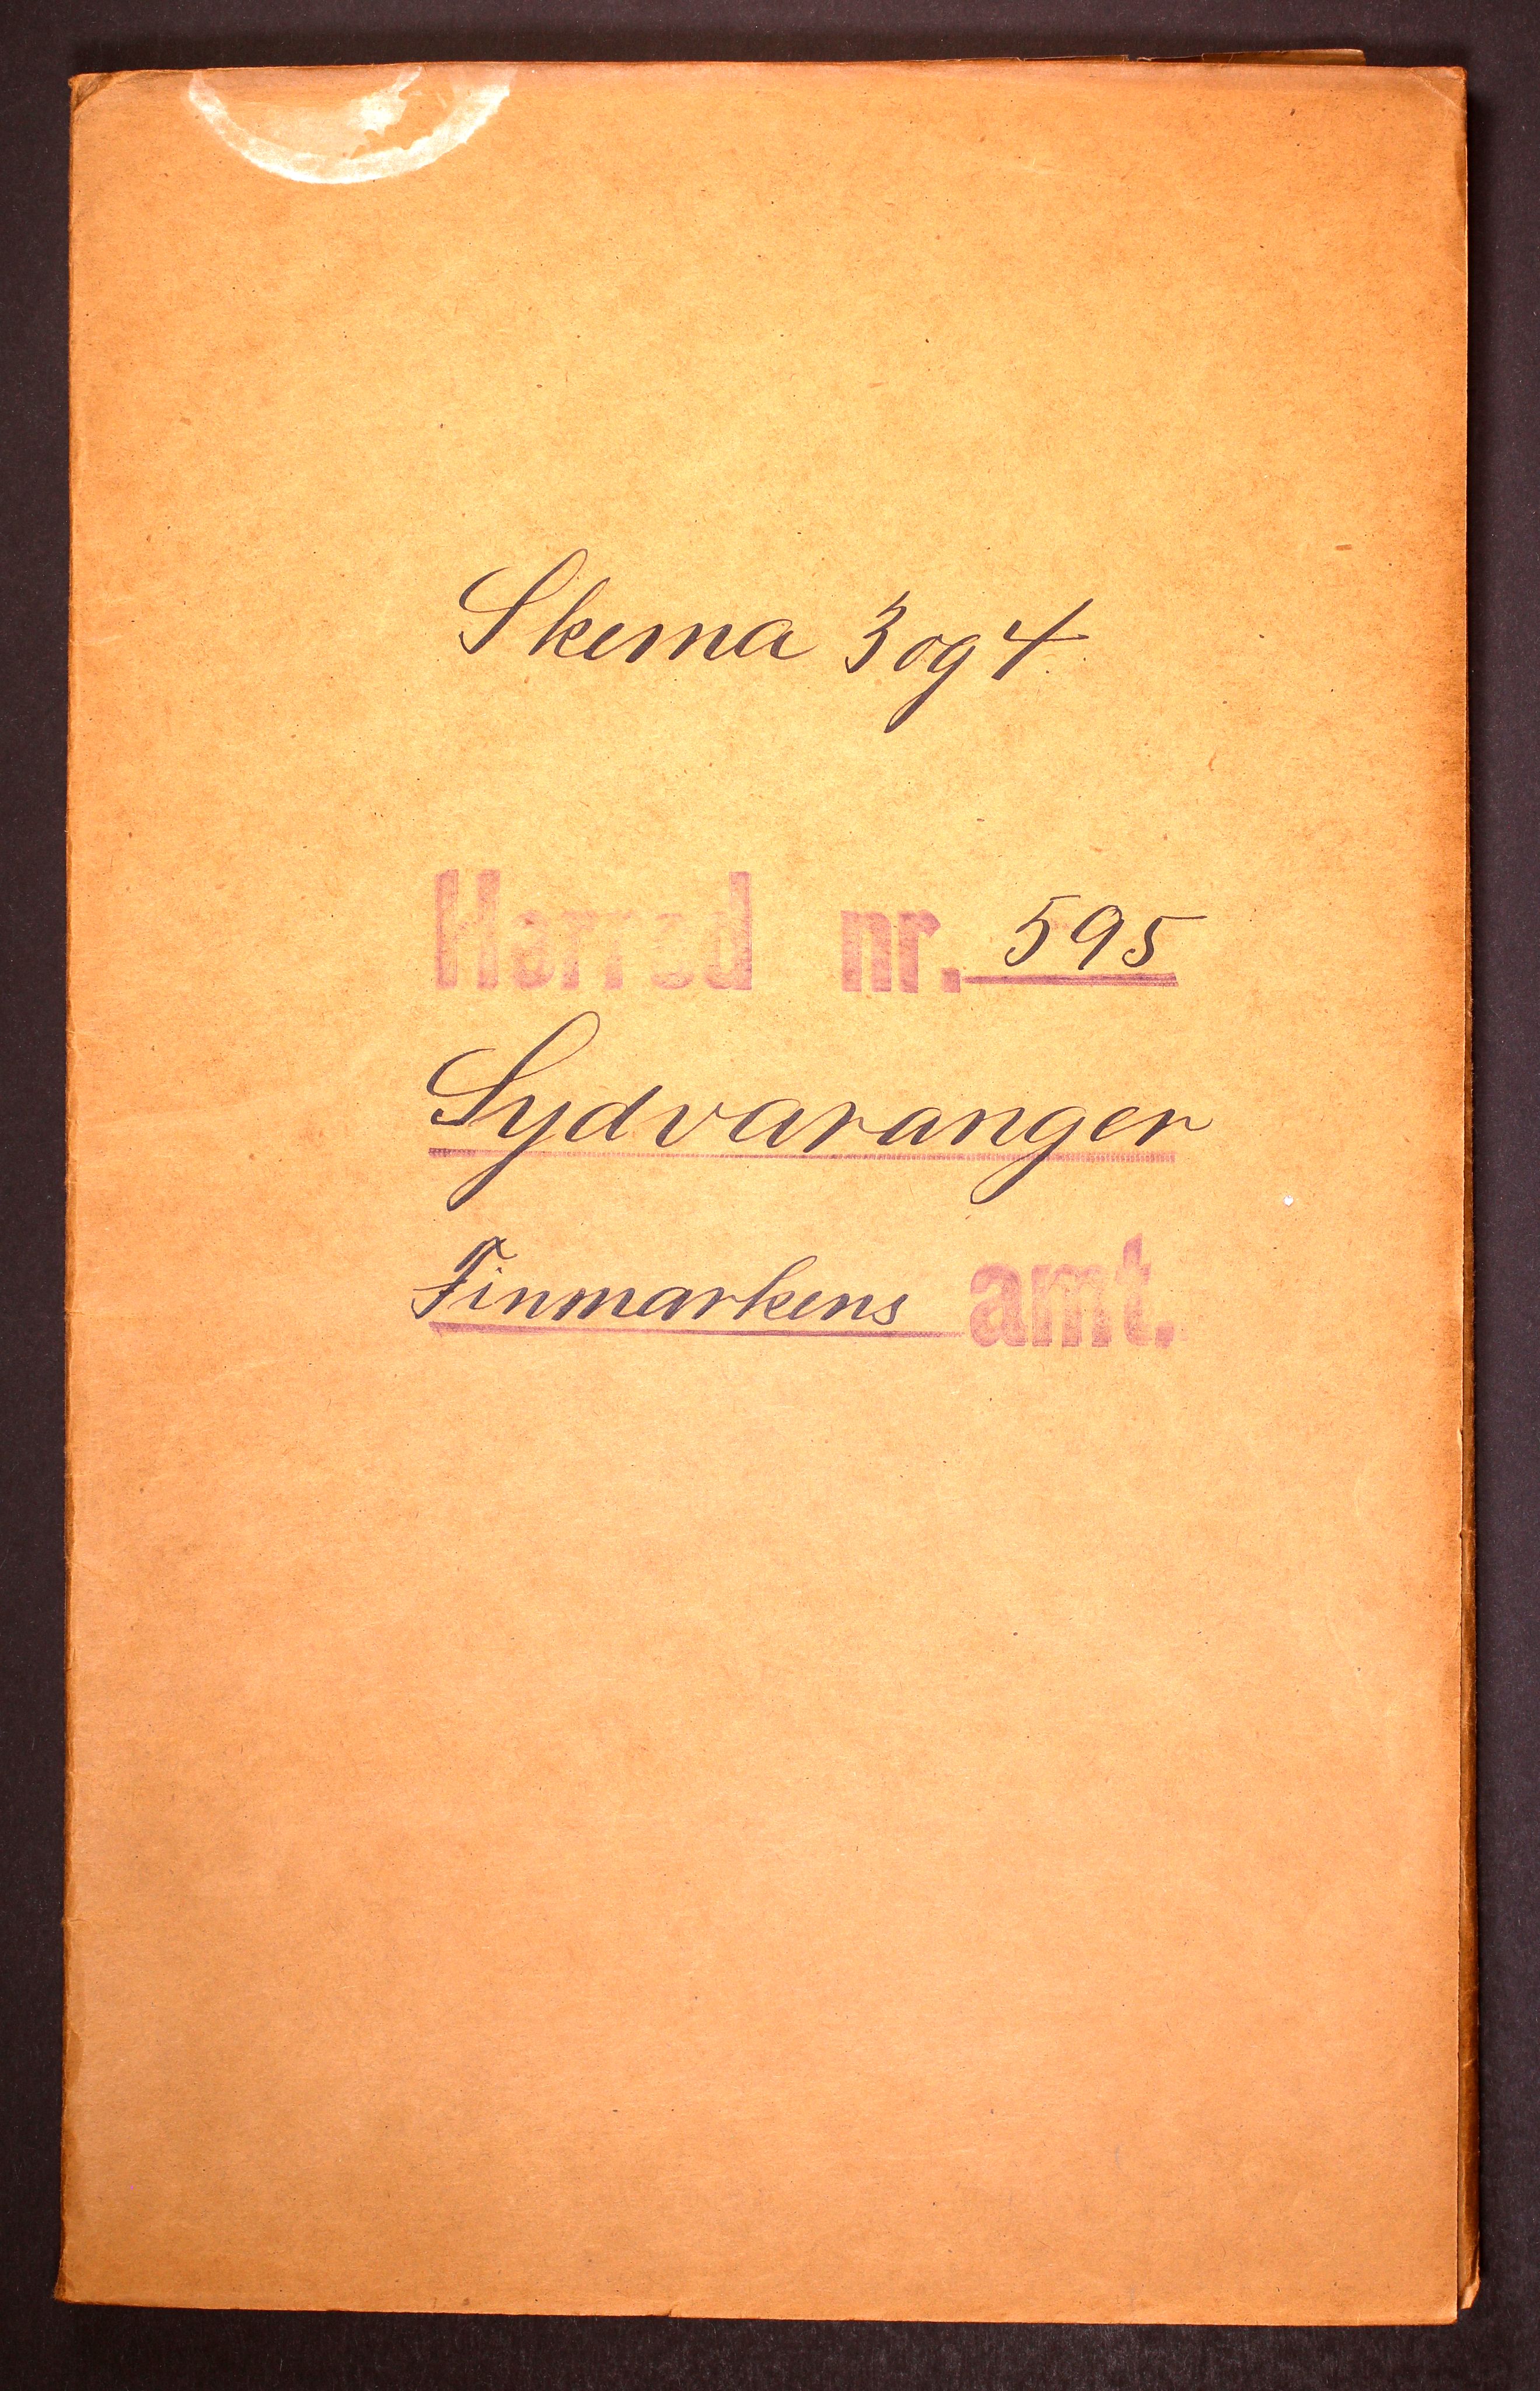 Skema 3 og 4.
Herred nr. 595
Sydvaranger
Finmarkens amt.